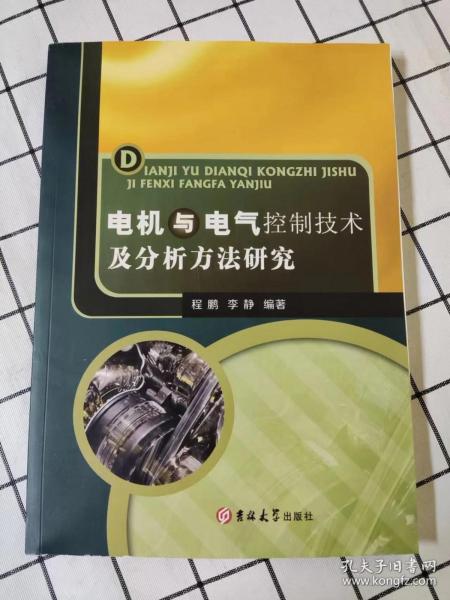 DIANJI YU DIANQI KONGZHI JISHU
JI FENXI FANGFA YANJIU
电机与电气控制技术
及分析方法研究
程鹏 李静 编著
吉林大学出版社
孔夫子旧书网
www.kongfz.com